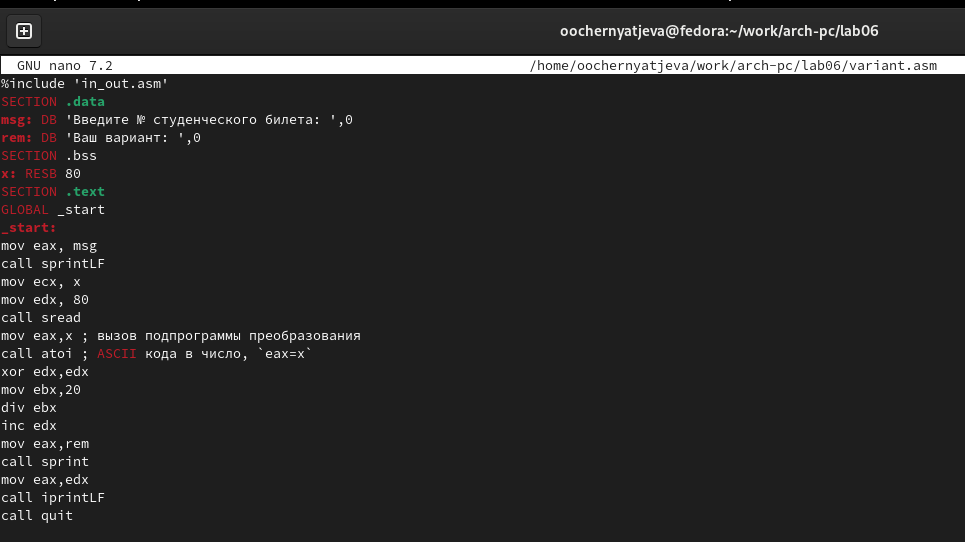 oochernyatjeva@fedora:~/work/arch-pc/lab06
GNU nano 7.2 /home/oochernyatjeva/work/arch-pc/lab06/variant.asm
%include 'in_out.asm'
SECTION .data
msg: DB 'Введите № студенческого билета: ',0
rem: DB 'Ваш вариант: ',0
SECTION .bss
x: RESB 80
SECTION .text
GLOBAL _start
_start:
mov eax, msg
call sprintLF
mov ecx, x
mov edx, 80
call sread
mov eax,x ; вызов подпрограммы преобразования
call atoi ; ASCII кода в число, `eax=x`
xor edx,edx
mov ebx,20
div ebx
inc edx
mov eax,rem
call sprint
mov eax,edx
call iprintLF
call quit